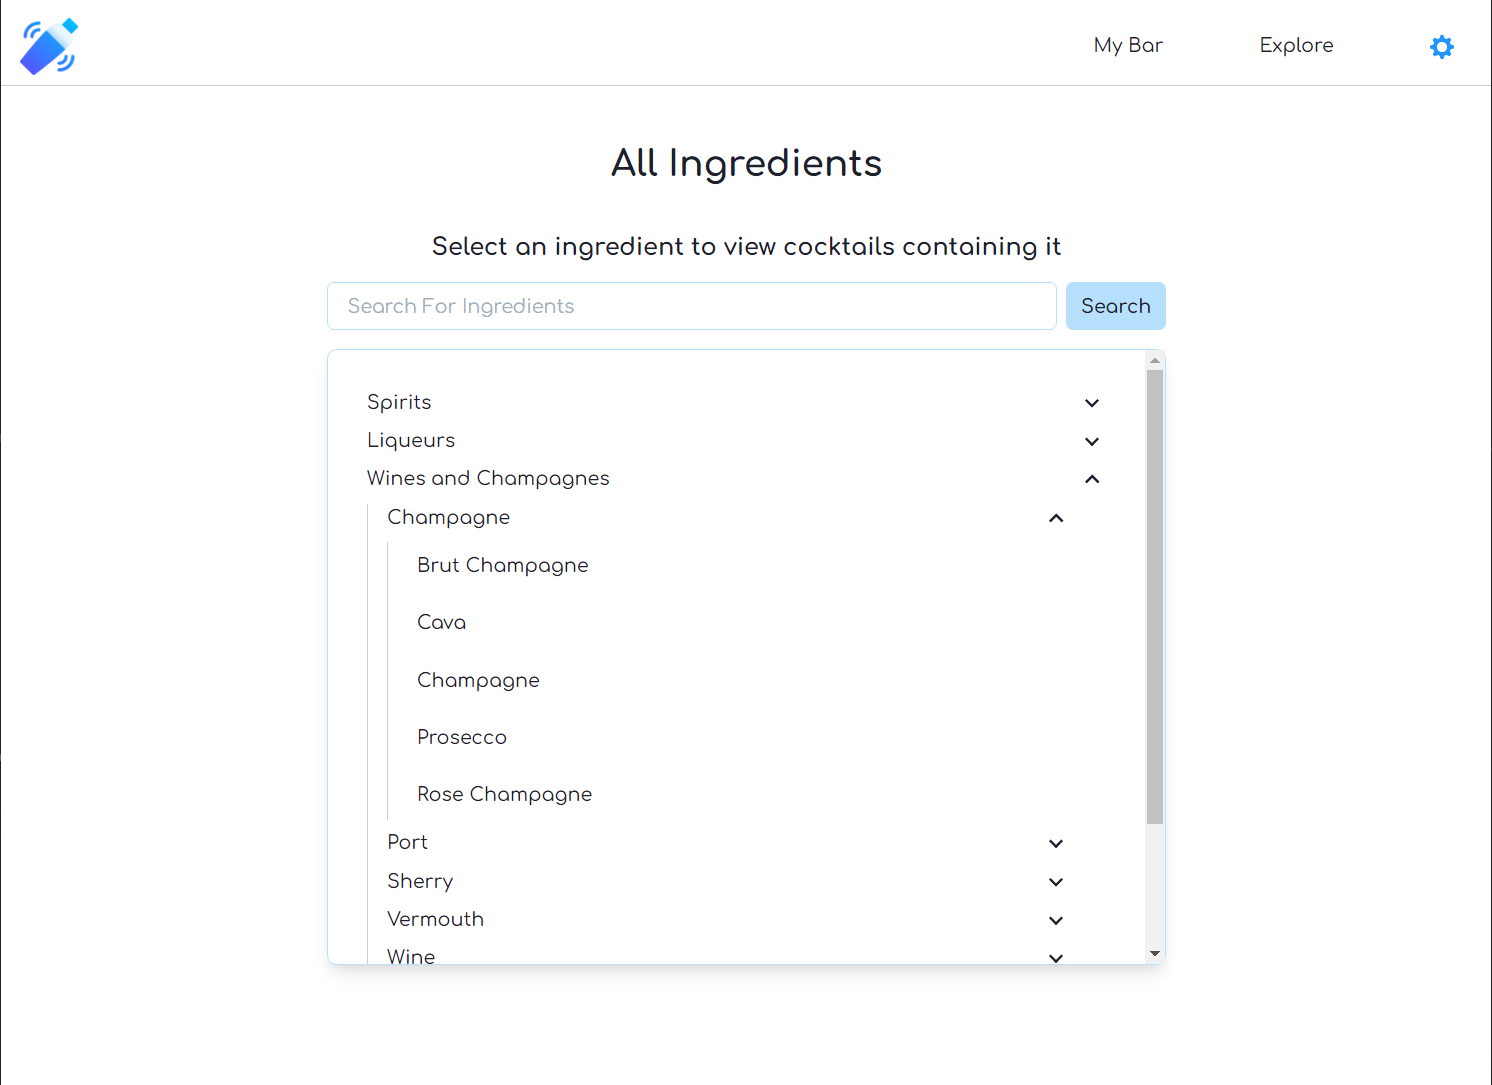 My Bar Explore
All Ingredients
Select an ingredient to view cocktails containing it
Search For Ingredients Search
Spirits
Liqueurs
Wines and Champagnes
Champagne
Brut Champagne
Cava
Champagne
Prosecco
Rose Champagne
Port
Sherry
Vermouth
Wine